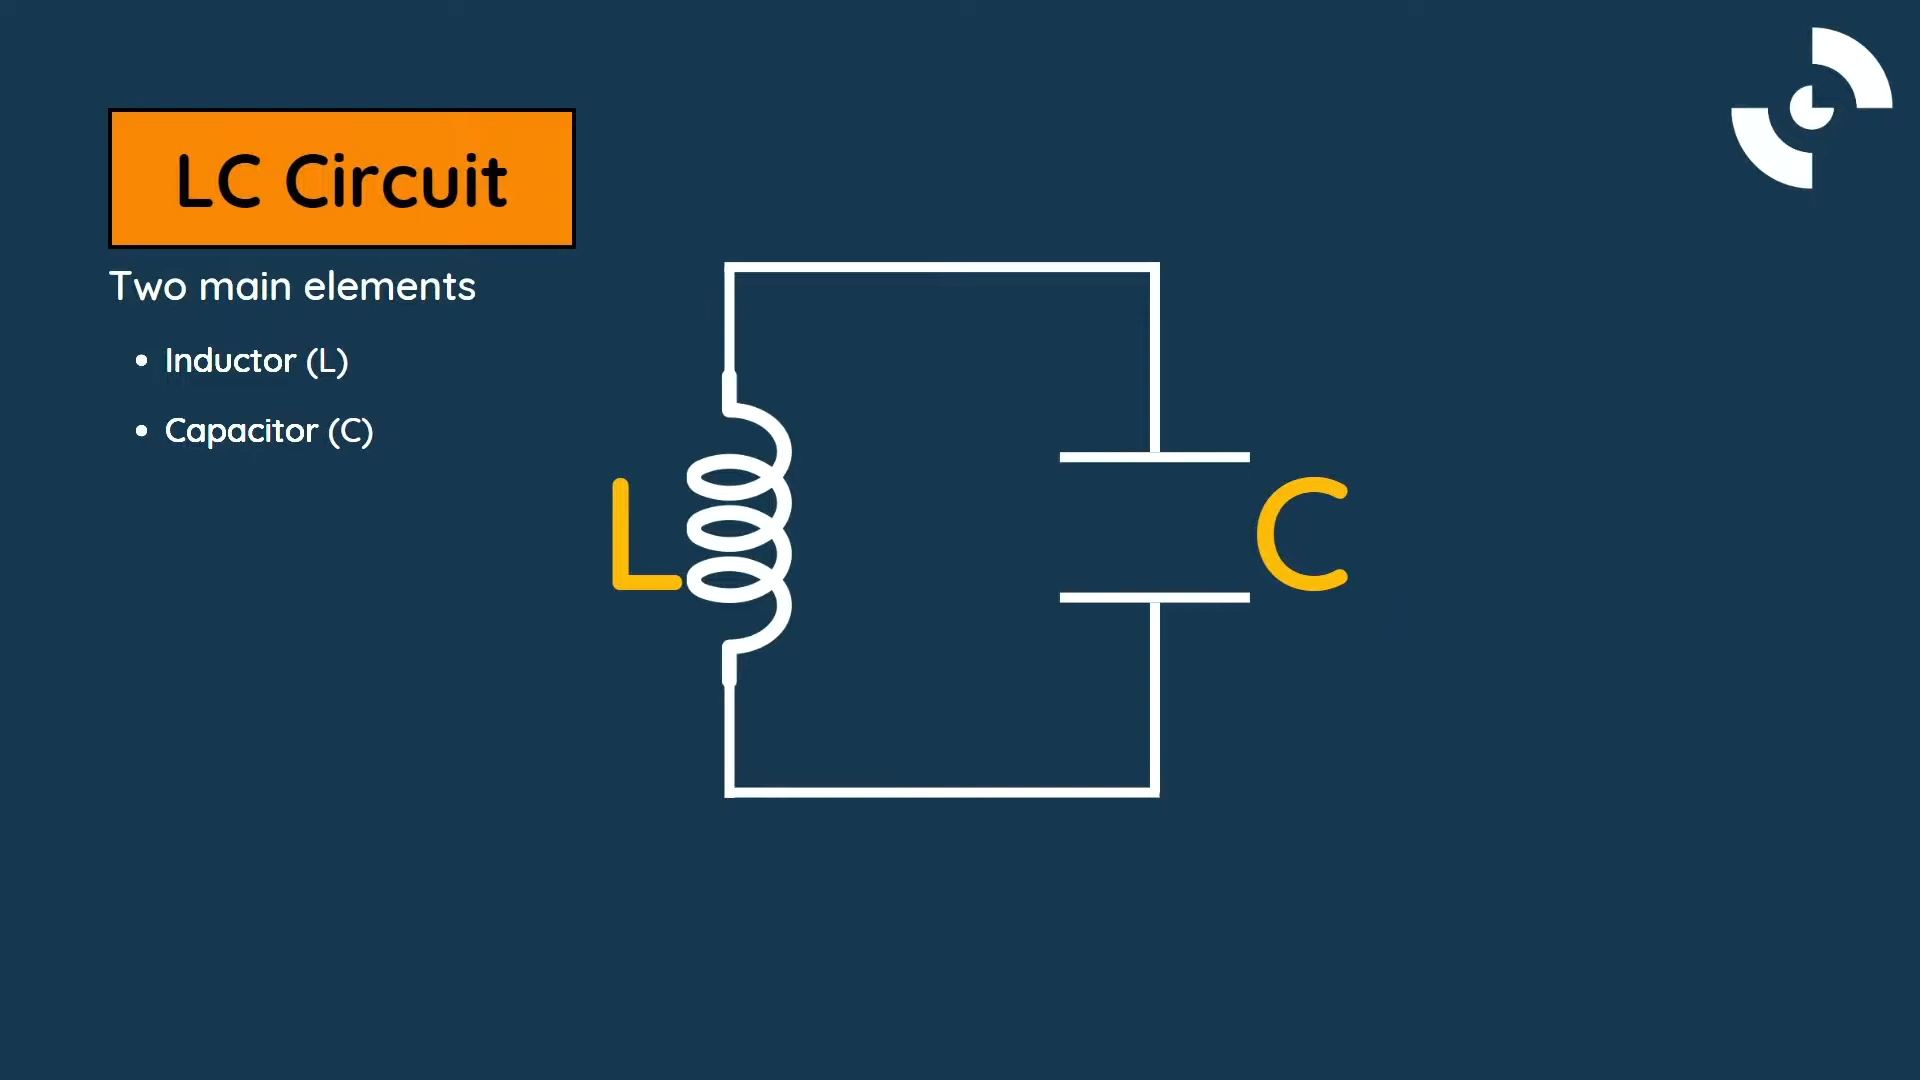 LC Circuit
Two main elements
• Inductor (L)
• Capacitor (C)
L
C